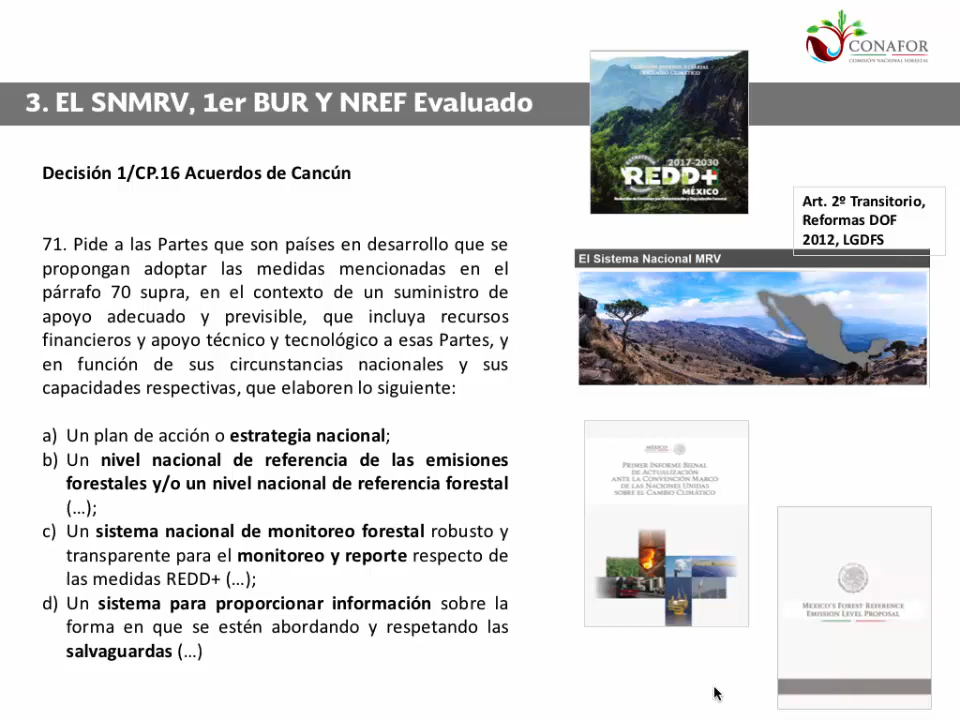 CONAFOR
COMISIÓN NACIONAL FORESTAL
3. EL SNMRV, 1er BUR Y NREF Evaluado
2017-2030
REDD+
MÉXICO
Decisión 1/CP.16 Acuerdos de Cancún
Art. 2º Transitorio,
Reformas DOF
2012, LGDFS
71. Pide a las Partes que son países en desarrollo que se
propongan adoptar las medidas mencionadas en el
párrafo 70 supra, en el contexto de un suministro de
apoyo adecuado y previsible, que incluya recursos
financieros y apoyo técnico y tecnológico a esas Partes, y
en función de sus circunstancias nacionales y sus
capacidades respectivas, que elaboren lo siguiente:
El Sistema Nacional MRV
a) Un plan de acción o estrategia nacional;
b) Un nivel nacional de referencia de las emisiones
forestales y/o un nivel nacional de referencia forestal
(…);
c) Un sistema nacional de monitoreo forestal robusto y
transparente para el monitoreo y reporte respecto de
las medidas REDD+ (…);
d) Un sistema para proporcionar información sobre la
forma en que se estén abordando y respetando las
salvaguardas (…)
MÉXICO
PRIMER INFORME BIENAL
DE ACTUALIZACIÓN
ANTE LA CONVENCIÓN MARCO
DE LAS NACIONES UNIDAS
SOBRE EL CAMBIO CLIMÁTICO
MEXICO'S FOREST REFERENCE
EMISSION LEVEL PROPOSAL